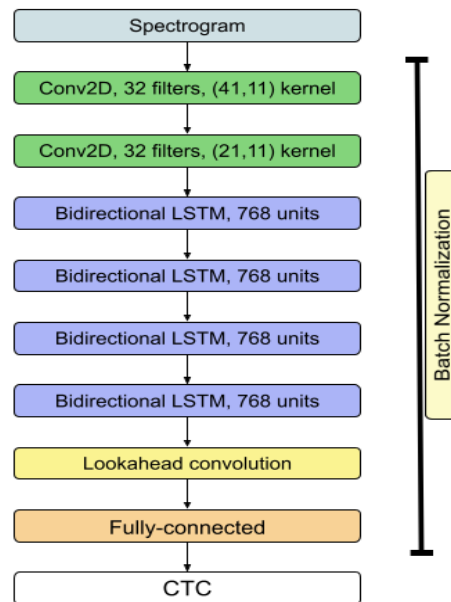 Spectrogram
Conv2D, 32 filters, (41,11) kernel
Conv2D, 32 filters, (21,11) kernel
Bidirectional LSTM, 768 units
Bidirectional LSTM, 768 units
Bidirectional LSTM, 768 units
Bidirectional LSTM, 768 units
Lookahead convolution
Fully-connected
CTC
Batch Normalization